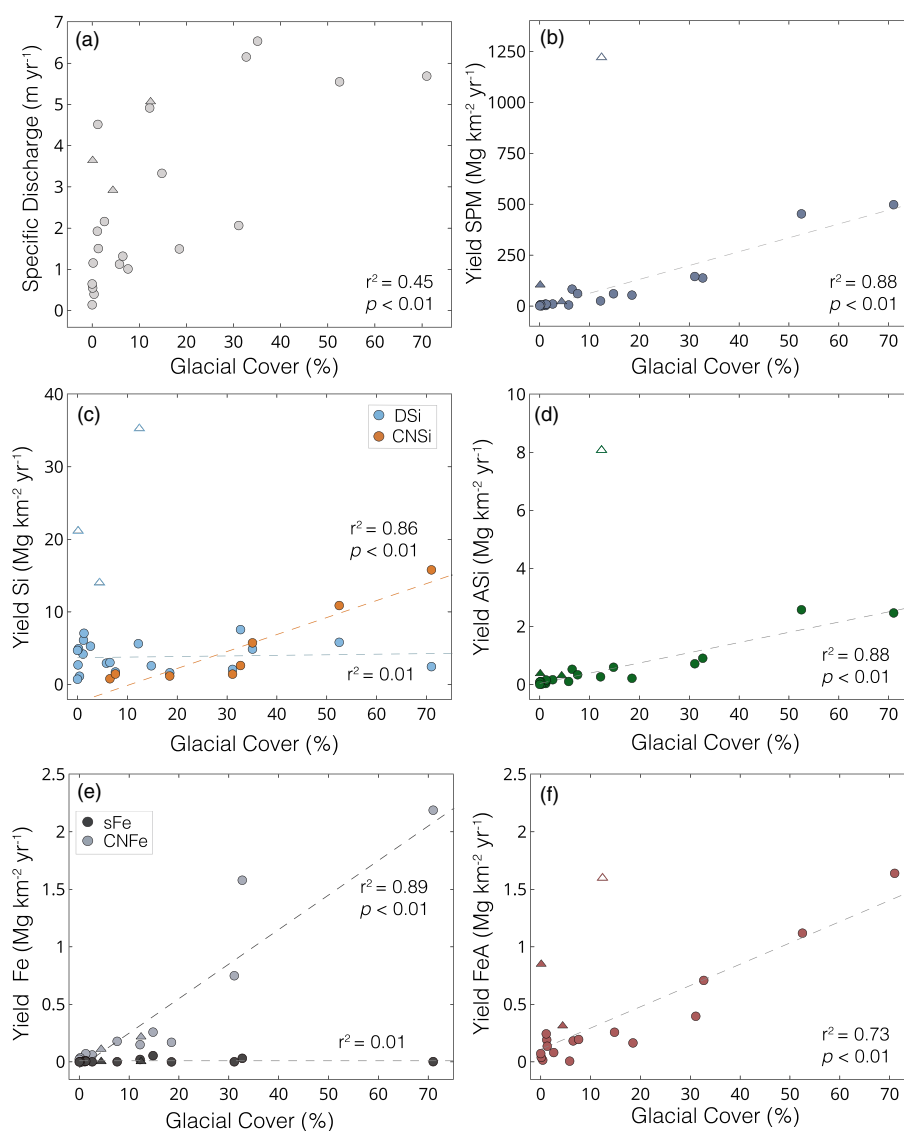 (a)
Specific Discharge (m yr⁻¹)
7
6
5
4
3
2
1
0
r² = 0.45
p < 0.01
0 10 20 30 40 50 60 70
Glacial Cover (%)
(b)
Yield SPM (Mg km⁻² yr⁻¹)
1250
1000
750
500
250
0
r² = 0.88
p < 0.01
0 10 20 30 40 50 60 70
Glacial Cover (%)
(c)
Yield Si (Mg km⁻² yr⁻¹)
40
30
20
10
0
DSi
CNSi
r² = 0.86
p < 0.01
r² = 0.01
0 10 20 30 40 50 60 70
Glacial Cover (%)
(d)
Yield ASi (Mg km⁻² yr⁻¹)
10
8
6
4
2
0
r² = 0.88
p < 0.01
0 10 20 30 40 50 60 70
Glacial Cover (%)
(e)
Yield Fe (Mg km⁻² yr⁻¹)
2.5
2
1.5
1
0.5
0
sFe
CNFe
r² = 0.89
p < 0.01
r² = 0.01
0 10 20 30 40 50 60 70
Glacial Cover (%)
(f)
Yield FeA (Mg km⁻² yr⁻¹)
2.5
2
1.5
1
0.5
0
r² = 0.73
p < 0.01
0 10 20 30 40 50 60 70
Glacial Cover (%)